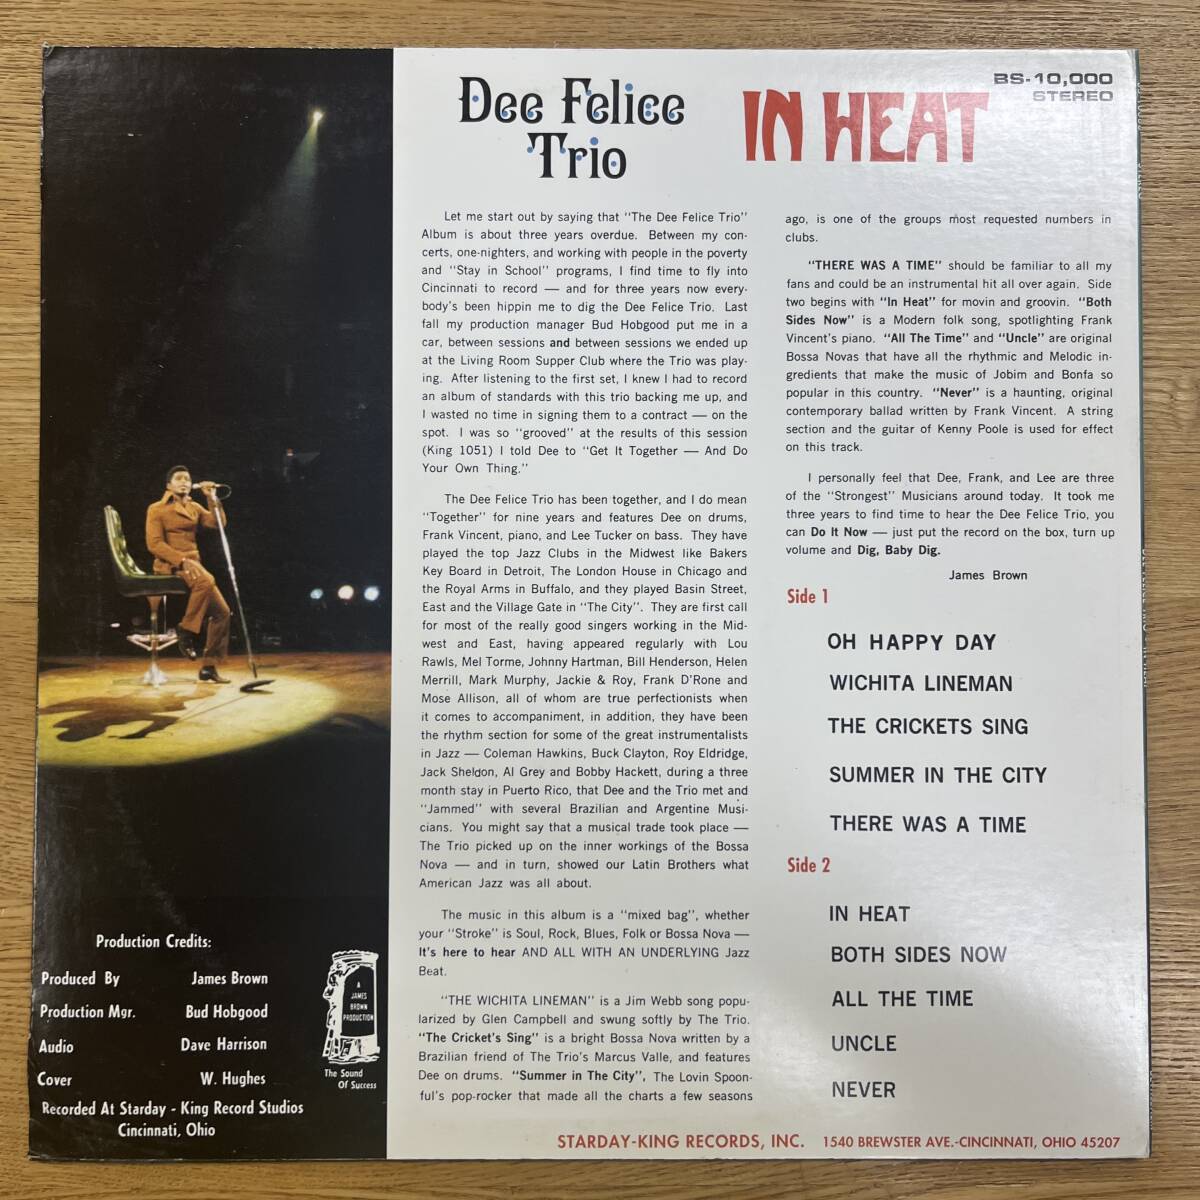 Dee Felice
Trio
IN HEAT
BS-10,000
STEREO
Let me start out by saying that "The Dee Felice Trio"
Album is about three years overdue. Between my con-
certs, one-nighters, and working with people in the poverty
and "Stay in School" programs, I find time to fly into
Cincinnati to record — and for three years now every-
body's been hippin me to dig the Dee Felice Trio. Last
fall my production manager Bud Hobgood put me in a
car, between sessions and between sessions we ended up
at the Living Room Supper Club where the Trio was play-
ing. After listening to the first set, I knew I had to record
an album of standards with this trio backing me up, and
I wasted no time in signing them to a contract — on the
spot. I was so "grooved" at the results of this session
(King 1051) I told Dee to "Get It Together — And Do
Your Own Thing."
The Dee Felice Trio has been together, and I do mean
"Together" for nine years and features Dee on drums,
Frank Vincent, piano, and Lee Tucker on bass. They have
played the top Jazz Clubs in the Midwest like Bakers
Key Board in Detroit, The London House in Chicago and
the Royal Arms in Buffalo, and they played Basin Street,
East and the Village Gate in "The City". They are first call
for most of the really good singers working in the Mid-
west and East, having appeared regularly with Lou
Rawls, Mel Torme, Johnny Hartman, Bill Henderson, Helen
Merrill, Mark Murphy, Jackie & Roy, Frank D'Rone and
Mose Allison, all of whom are true perfectionists when
it comes to accompaniment, in addition, they have been
the rhythm section for some of the great instrumentalists
in Jazz — Coleman Hawkins, Buck Clayton, Roy Eldridge,
Jack Sheldon, Al Grey and Bobby Hackett, during a three
month stay in Puerto Rico, that Dee and the Trio met and
"Jammed" with several Brazilian and Argentine Musi-
cians. You might say that a musical trade took place —
The Trio picked up on the inner workings of the Bossa
Nova — and in turn, showed our Latin Brothers what
American Jazz was all about.
The music in this album is a "mixed bag", whether
your "Stroke" is Soul, Rock, Blues, Folk or Bossa Nova —
It's here to hear AND ALL WITH AN UNDERLYING Jazz
Beat.
"THE WICHITA LINEMAN" is a Jim Webb song popu-
larized by Glen Campbell and swung softly by The Trio.
"The Cricket's Sing" is a bright Bossa Nova written by a
Brazilian friend of The Trio's Marcus Valle, and features
Dee on drums. "Summer in The City", The Lovin Spoon-
ful's pop-rocker that made all the charts a few seasons
ago, is one of the groups most requested numbers in
clubs.
"THERE WAS A TIME" should be familiar to all my
fans and could be an instrumental hit all over again. Side
two begins with "In Heat" for movin and groovin. "Both
Sides Now" is a Modern folk song, spotlighting Frank
Vincent's piano. "All The Time" and "Uncle" are original
Bossa Novas that have all the rhythmic and Melodic in-
gredients that make the music of Jobim and Bonfa so
popular in this country. "Never" is a haunting, original
contemporary ballad written by Frank Vincent. A string
section and the guitar of Kenny Poole is used for effect
on this track.
I personally feel that Dee, Frank, and Lee are three
of the "Strongest" Musicians around today. It took me
three years to find time to hear the Dee Felice Trio, you
can Do It Now — just put the record on the box, turn up
volume and Dig, Baby Dig.
James Brown
Side 1
OH HAPPY DAY
WICHITA LINEMAN
THE CRICKETS SING
SUMMER IN THE CITY
THERE WAS A TIME
Side 2
IN HEAT
BOTH SIDES NOW
ALL THE TIME
UNCLE
NEVER
Production Credits:
Produced By James Brown
Production Mgr. Bud Hobgood
Audio Dave Harrison
Cover W. Hughes
Recorded At Starday - King Record Studios
Cincinnati, Ohio
A
JAMES
BROWN
PRODUCTION
The Sound
Of Success
STARDAY-KING RECORDS, INC. 1540 BREWSTER AVE.-CINCINNATI, OHIO 45207